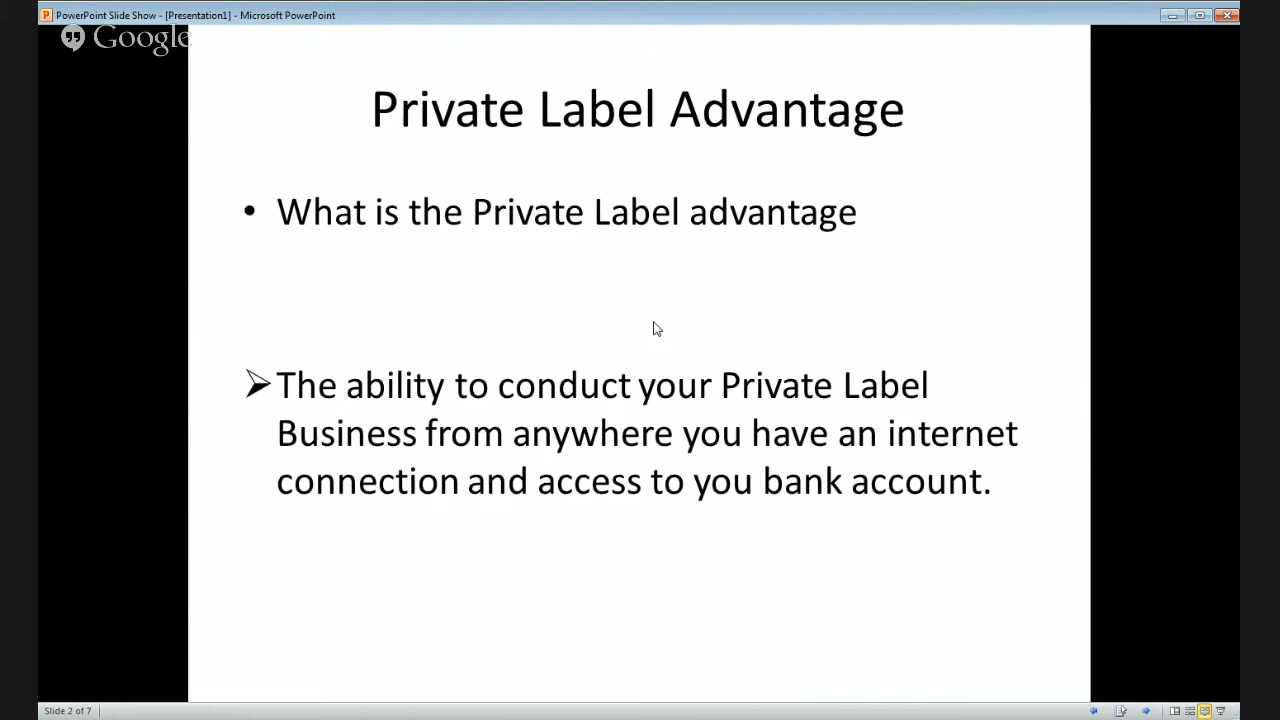 PowerPoint Slide Show - [Presentation1] - Microsoft PowerPoint
Google
Private Label Advantage
• What is the Private Label advantage
➢ The ability to conduct your Private Label
Business from anywhere you have an internet
connection and access to you bank account.
Slide 2 of 7